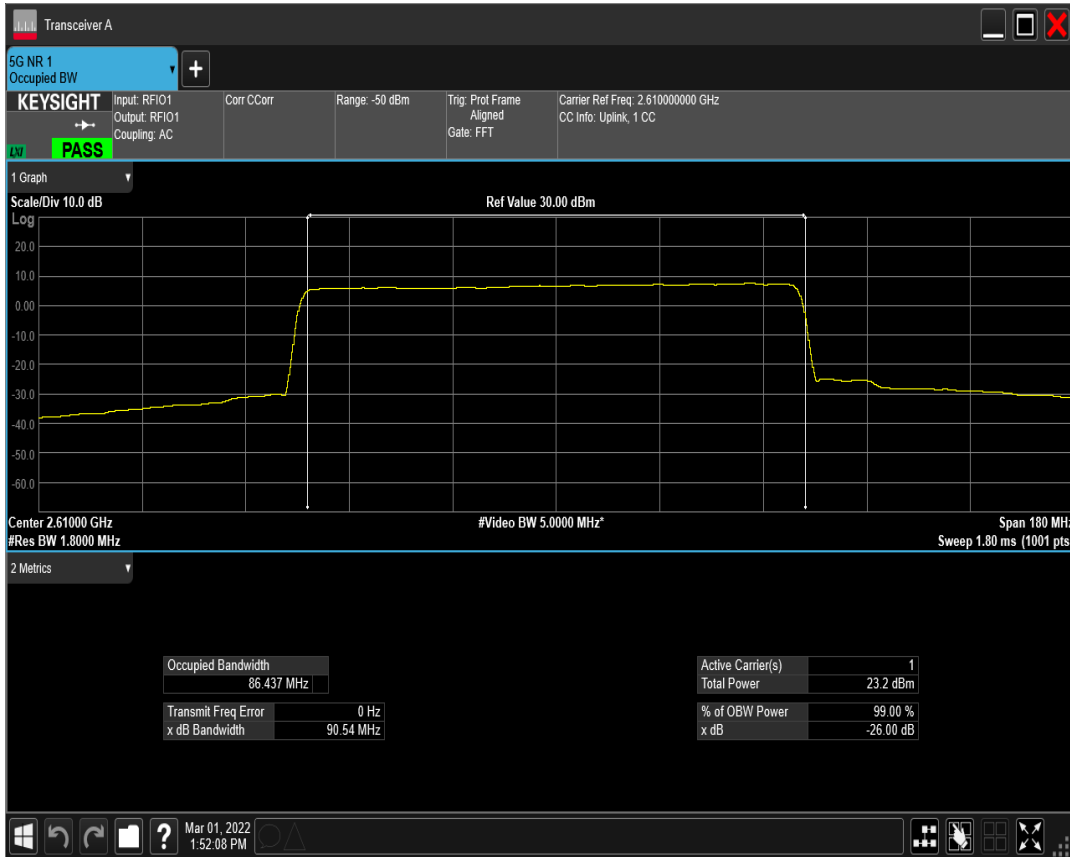 Transceiver A
5G NR 1
Occupied BW
+
KEYSIGHT
LXI
PASS
Input: RFIO1
Output: RFIO1
Coupling: AC
Corr CCorr
Range: -50 dBm
Trig: Prot Frame
Aligned
Gate: FFT
Carrier Ref Freq: 2.610000000 GHz
CC Info: Uplink, 1 CC
1 Graph
Scale/Div 10.0 dB
Ref Value 30.00 dBm
Log
20.0
10.0
0.00
-10.0
-20.0
-30.0
-40.0
-50.0
-60.0
Center 2.61000 GHz
#Video BW 5.0000 MHz*
Span 180 MHz
#Res BW 1.8000 MHz
Sweep 1.80 ms (1001 pts
2 Metrics
Occupied Bandwidth
86.437 MHz
Transmit Freq Error 0 Hz
x dB Bandwidth 90.54 MHz
Active Carrier(s) 1
Total Power 23.2 dBm
% of OBW Power 99.00 %
x dB -26.00 dB
?
Mar 01, 2022
1:52:08 PM